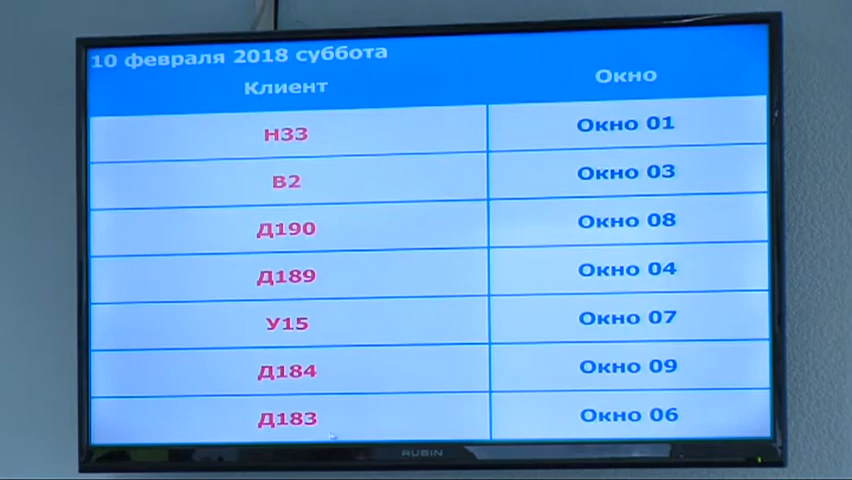 10 февраля 2018 суббота
Клиент Окно
Н33 Окно 01
В2 Окно 03
Д190 Окно 08
Д189 Окно 04
У15 Окно 07
Д184 Окно 09
Д183 Окно 06
RUBIN